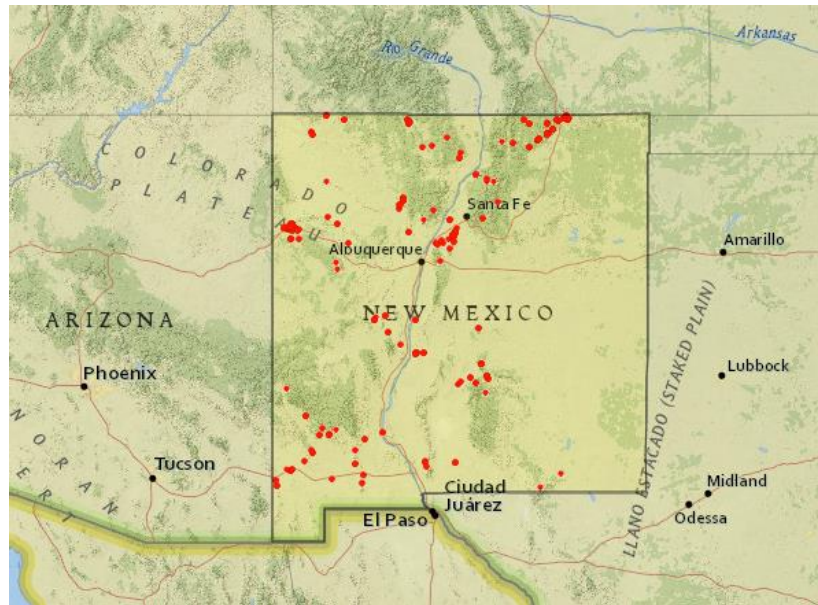 Arkansas
Rio Grande
COLORADO
PLATEAU
Santa Fe
Albuquerque
Amarillo
ARIZONA
NEW MEXICO
Phoenix
Lubbock
LLANO ESTACADO (STAKED PLAIN)
NORAN
ERT
Tucson
Ciudad
Juárez
El Paso
Midland
Odessa